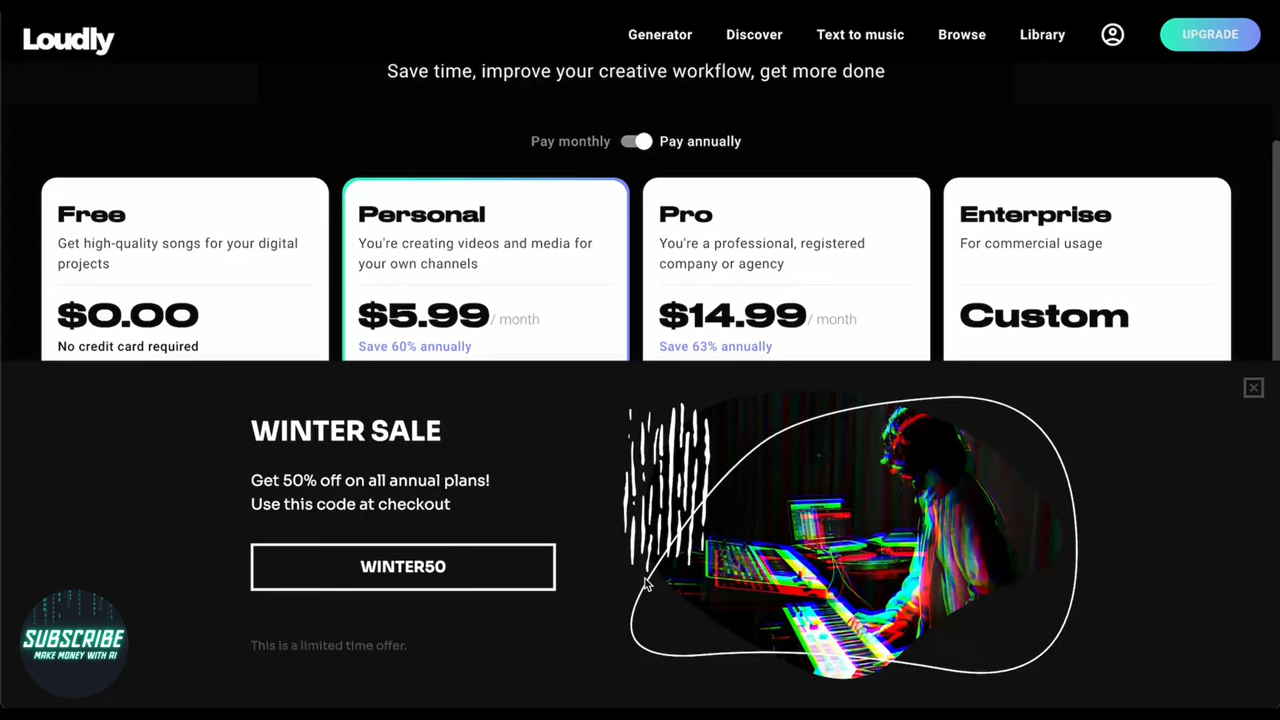 Loudly
Generator
Discover
Text to music
Browse
Library
UPGRADE
Save time, improve your creative workflow, get more done
Pay monthly
Pay annually
Free
Get high-quality songs for your digital
projects
$0.00
No credit card required
Personal
You're creating videos and media for
your own channels
$5.99/ month
Save 60% annually
Pro
You're a professional, registered
company or agency
$14.99/ month
Save 63% annually
Enterprise
For commercial usage
Custom
WINTER SALE
Get 50% off on all annual plans!
Use this code at checkout
WINTER50
This is a limited time offer.
SUBSCRIBE
MAKE MONEY WITH AI